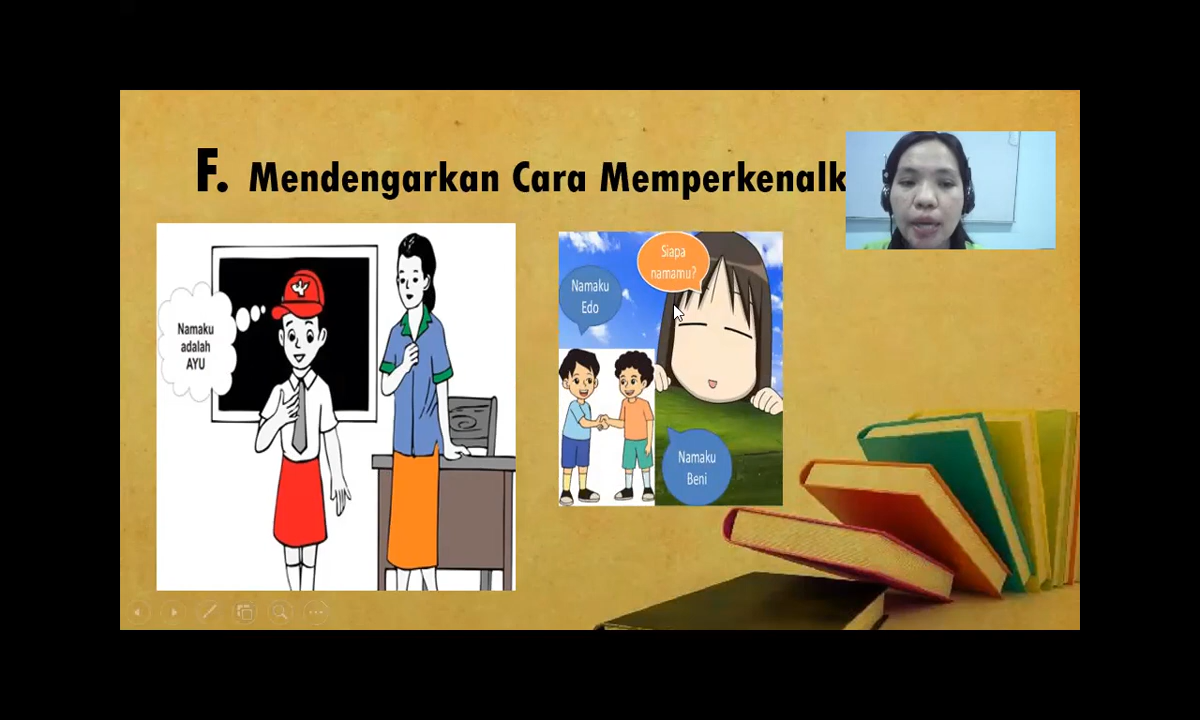 F. Mendengarkan Cara Memperkenalk
Namaku
adalah
AYU
Siapa
namamu?
Namaku
Edo
Namaku
Beni